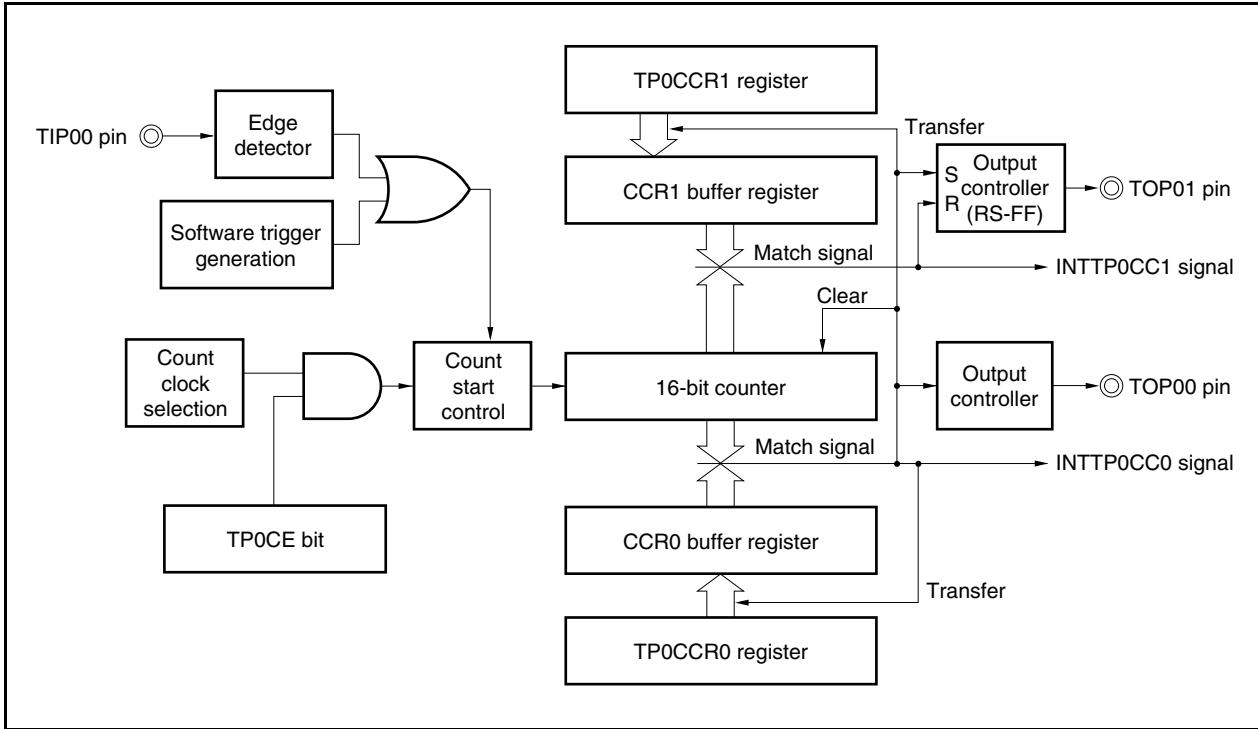 TP0CCR1 register
TIP00 pin
Edge
detector
Transfer
CCR1 buffer register
S
R
Output
controller
(RS-FF)
TOP01 pin
Software trigger
generation
Match signal
INTTP0CC1 signal
Clear
Count
clock
selection
Count
start
control
16-bit counter
Output
controller
TOP00 pin
Match signal
INTTP0CC0 signal
TP0CE bit
CCR0 buffer register
Transfer
TP0CCR0 register